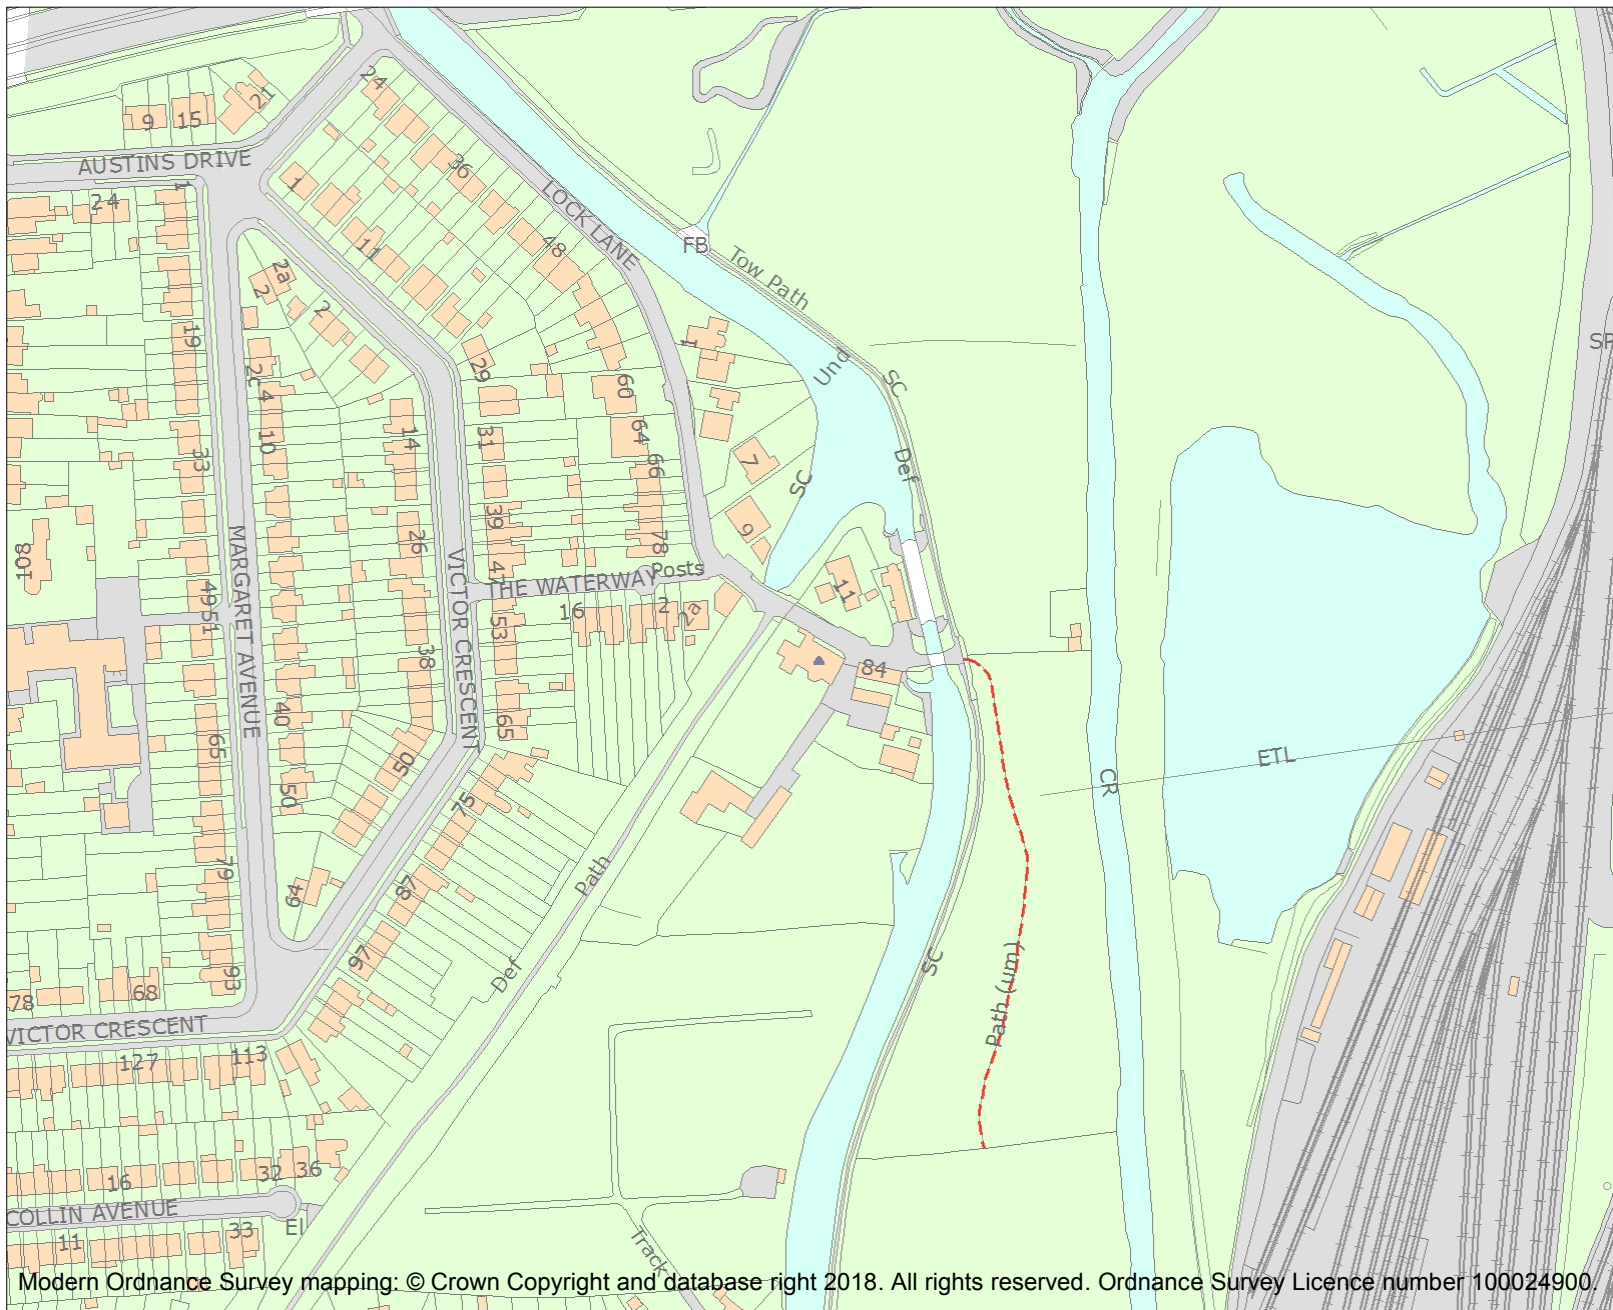 24
21
9
15
AUSTINS DRIVE
1
24
1
36
LOCK LANE
48
11
FB
Tow Path
2a
2
2
19
1
SP
29
Und
SC
2c
4
60
14
31
64
10
33
66
7
Def
SC
39
9
26
78
108
MARGARET AVENUE
VICTOR CRESCENT
47
THE WATERWAY
Posts
11
49
51
16
2
2a
53
38
84
40
65
65
ETL
CR
50
50
75
79
Path
87
64
97
SC
Def
93
Path (um)
78
68
VICTOR CRESCENT
127
113
16
32
36
COLLIN AVENUE
El
33
11
Track
Modern Ordnance Survey mapping: © Crown Copyright and database right 2018. All rights reserved. Ordnance Survey Licence number 100024900.